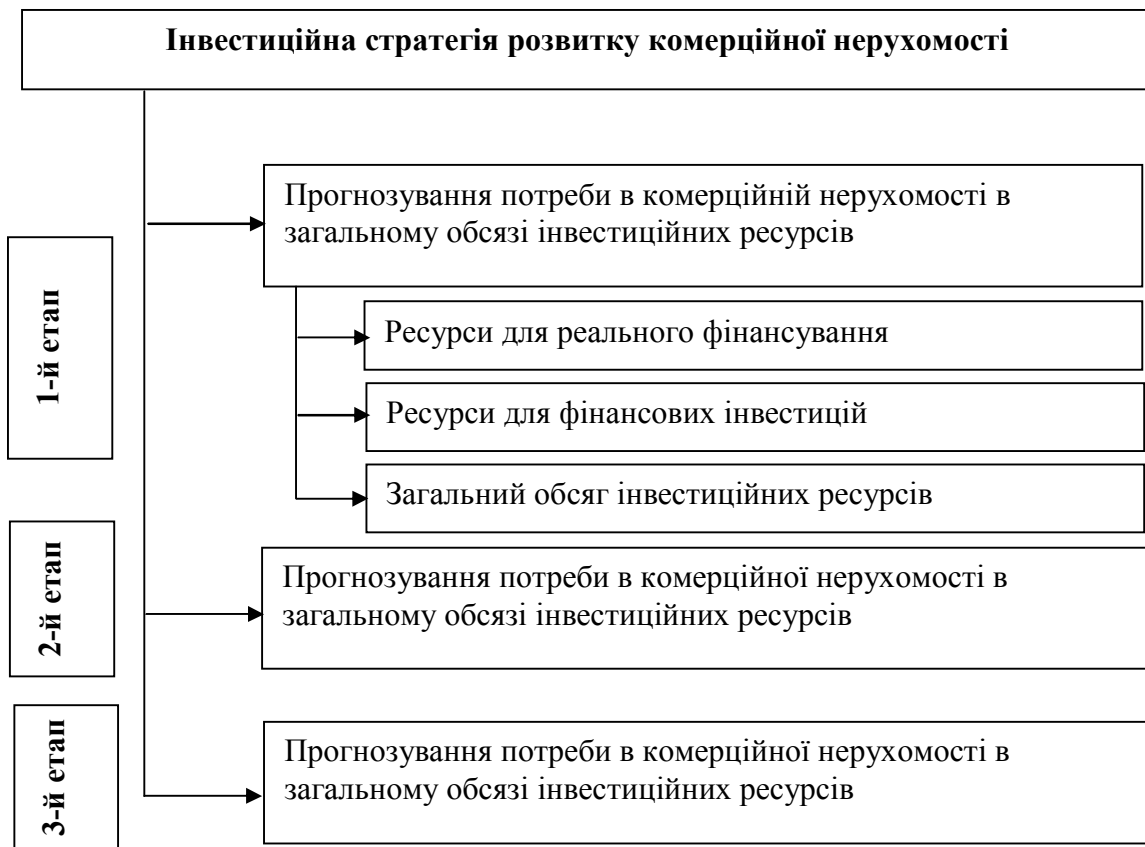 Інвестиційна стратегія розвитку комерційної нерухомості
1-й етап
Прогнозування потреби в комерційній нерухомості в
загальному обсязі інвестиційних ресурсів
Ресурси для реального фінансування
Ресурси для фінансових інвестицій
Загальний обсяг інвестиційних ресурсів
2-й етап
Прогнозування потреби в комерційної нерухомості в
загальному обсязі інвестиційних ресурсів
3-й етап
Прогнозування потреби в комерційної нерухомості в
загальному обсязі інвестиційних ресурсів